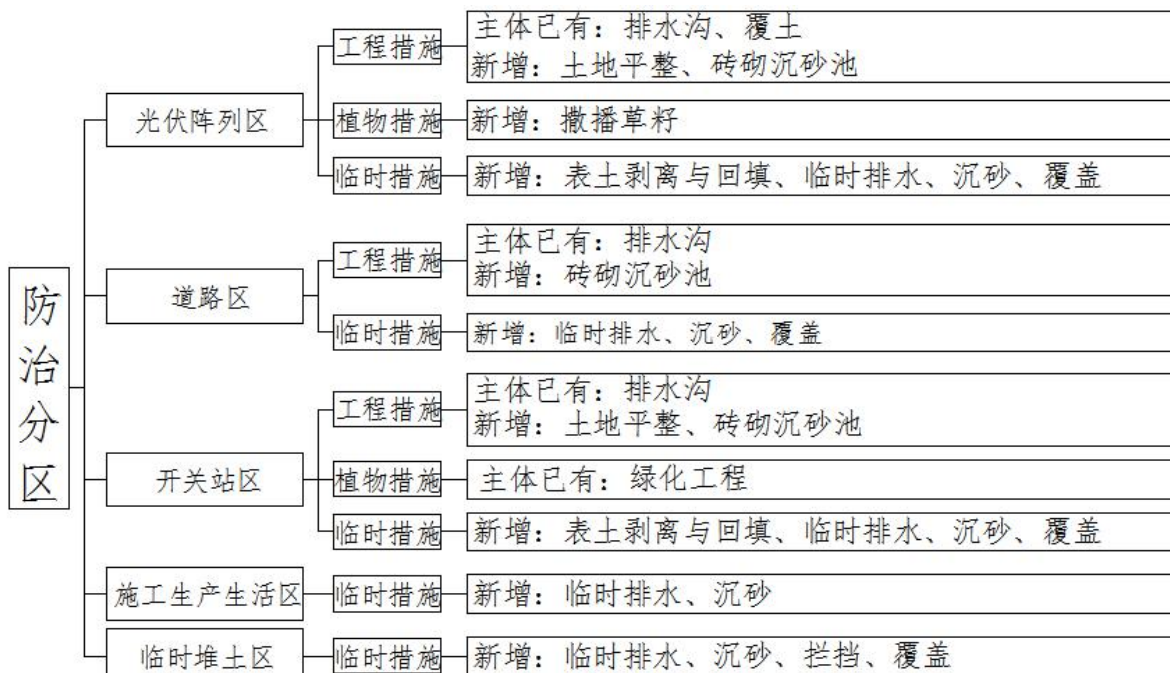 防治分区
光伏阵列区
工程措施
主体已有：排水沟、覆土
新增：土地平整、砖砌沉砂池
植物措施
新增：撒播草籽
临时措施
新增：表土剥离与回填、临时排水、沉砂、覆盖
道路区
工程措施
主体已有：排水沟
新增：砖砌沉砂池
临时措施
新增：临时排水、沉砂、覆盖
开关站区
工程措施
主体已有：排水沟
新增：土地平整、砖砌沉砂池
植物措施
主体已有：绿化工程
临时措施
新增：表土剥离与回填、临时排水、沉砂、覆盖
施工生产生活区
临时措施
新增：临时排水、沉砂
临时堆土区
临时措施
新增：临时排水、沉砂、拦挡、覆盖